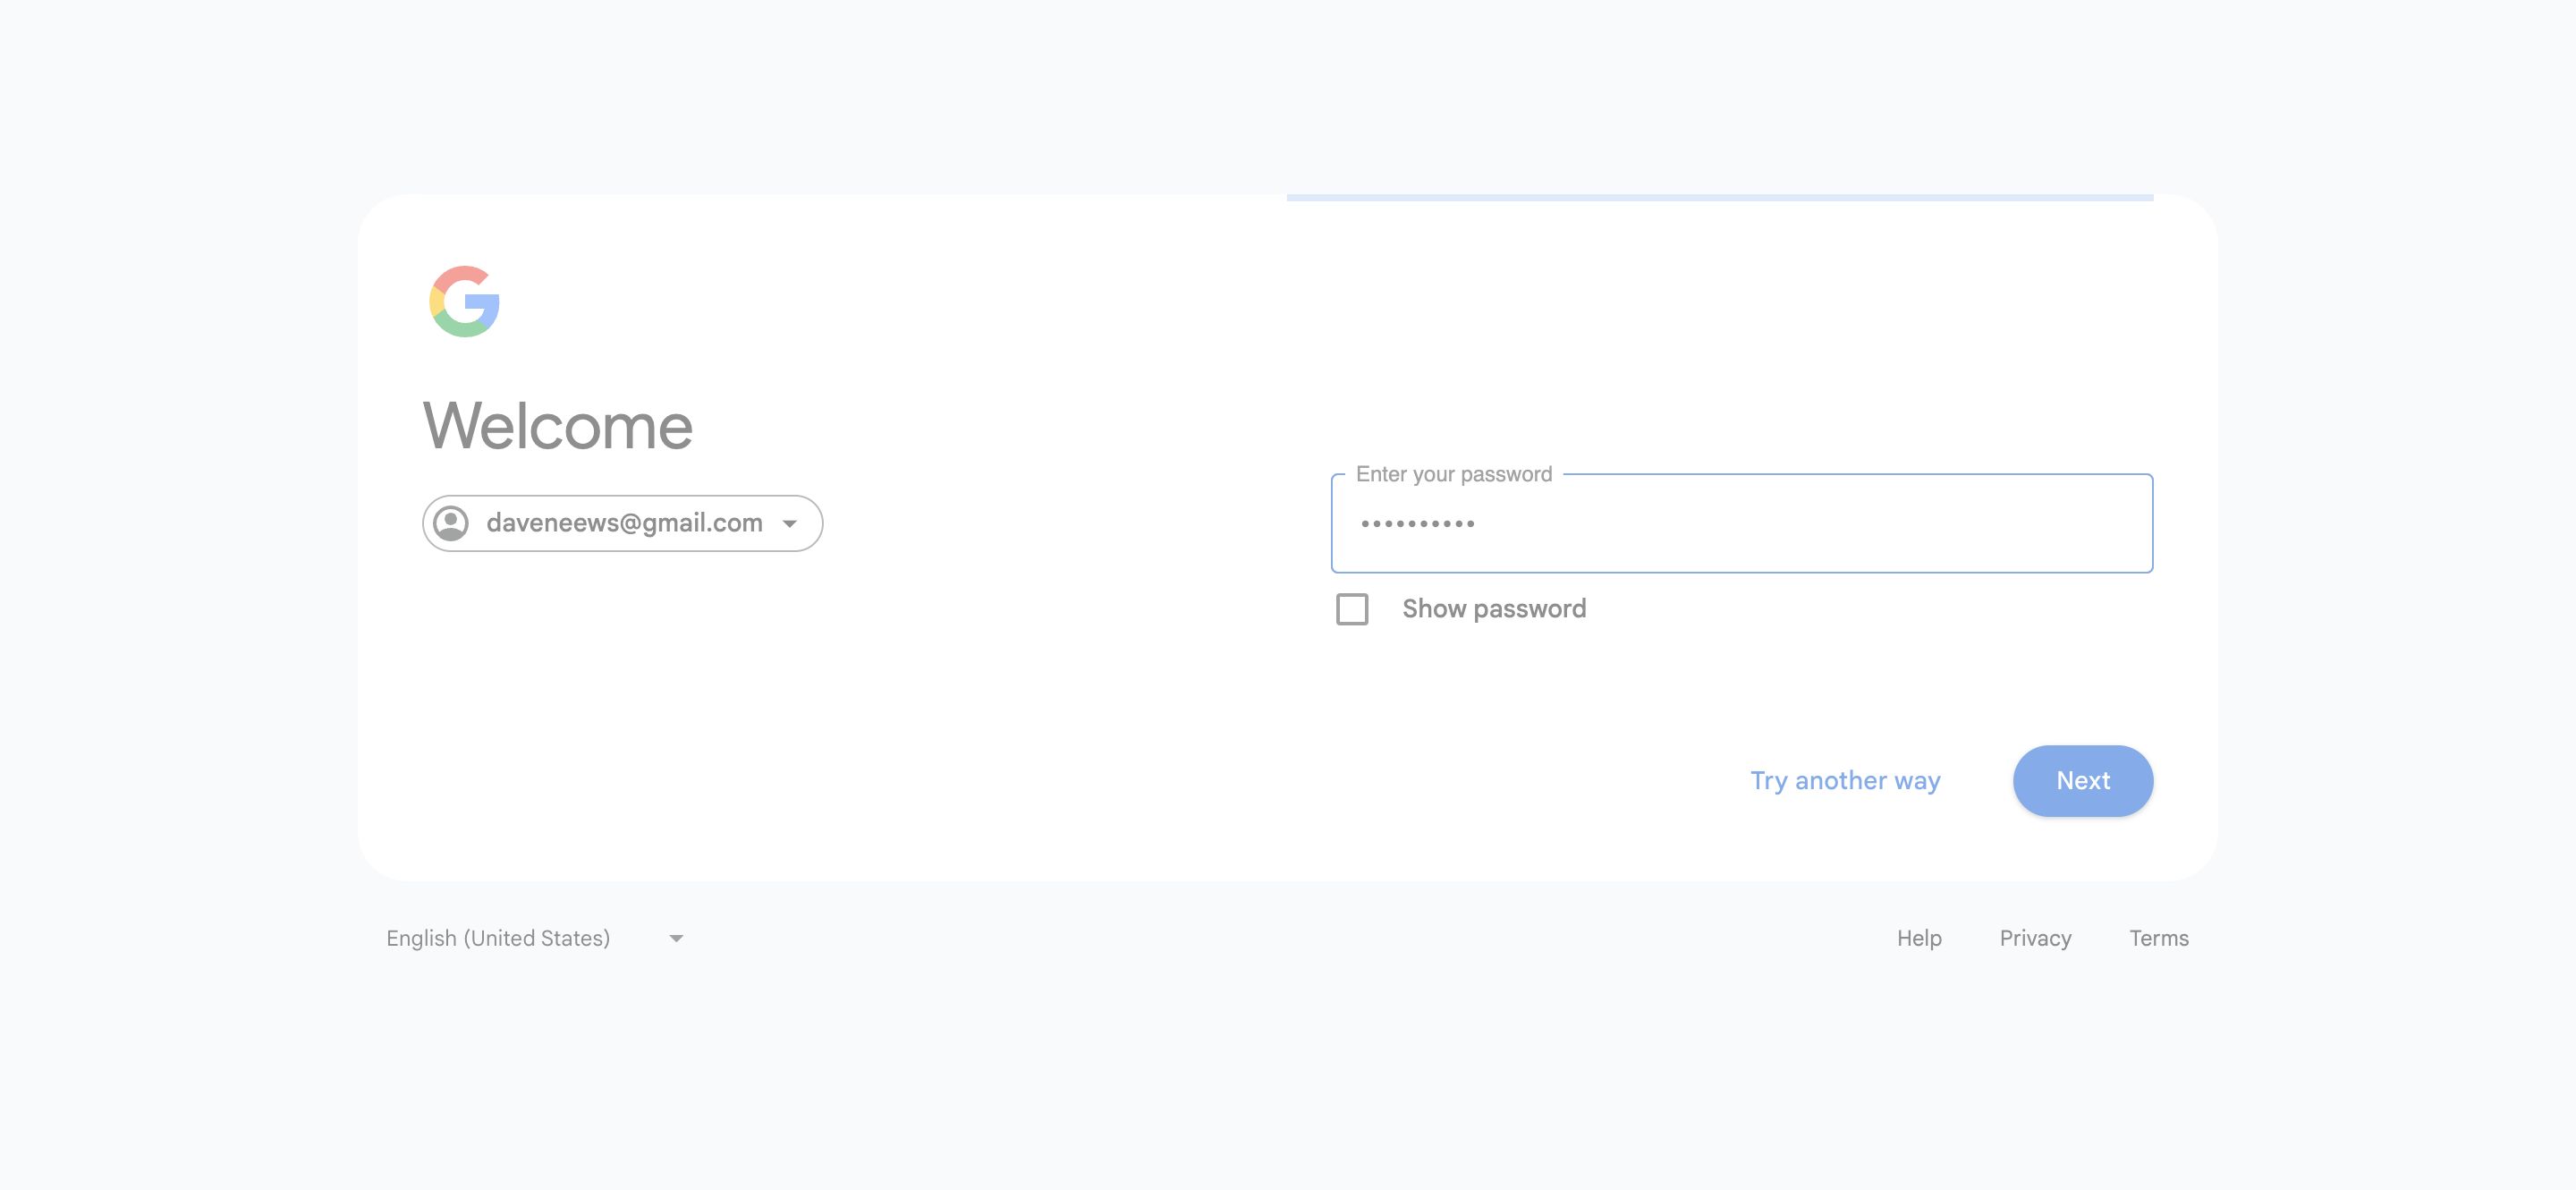 Welcome
daveneews@gmail.com
Enter your password
••••••••••
Show password
Try another way
Next
English (United States)
Help
Privacy
Terms